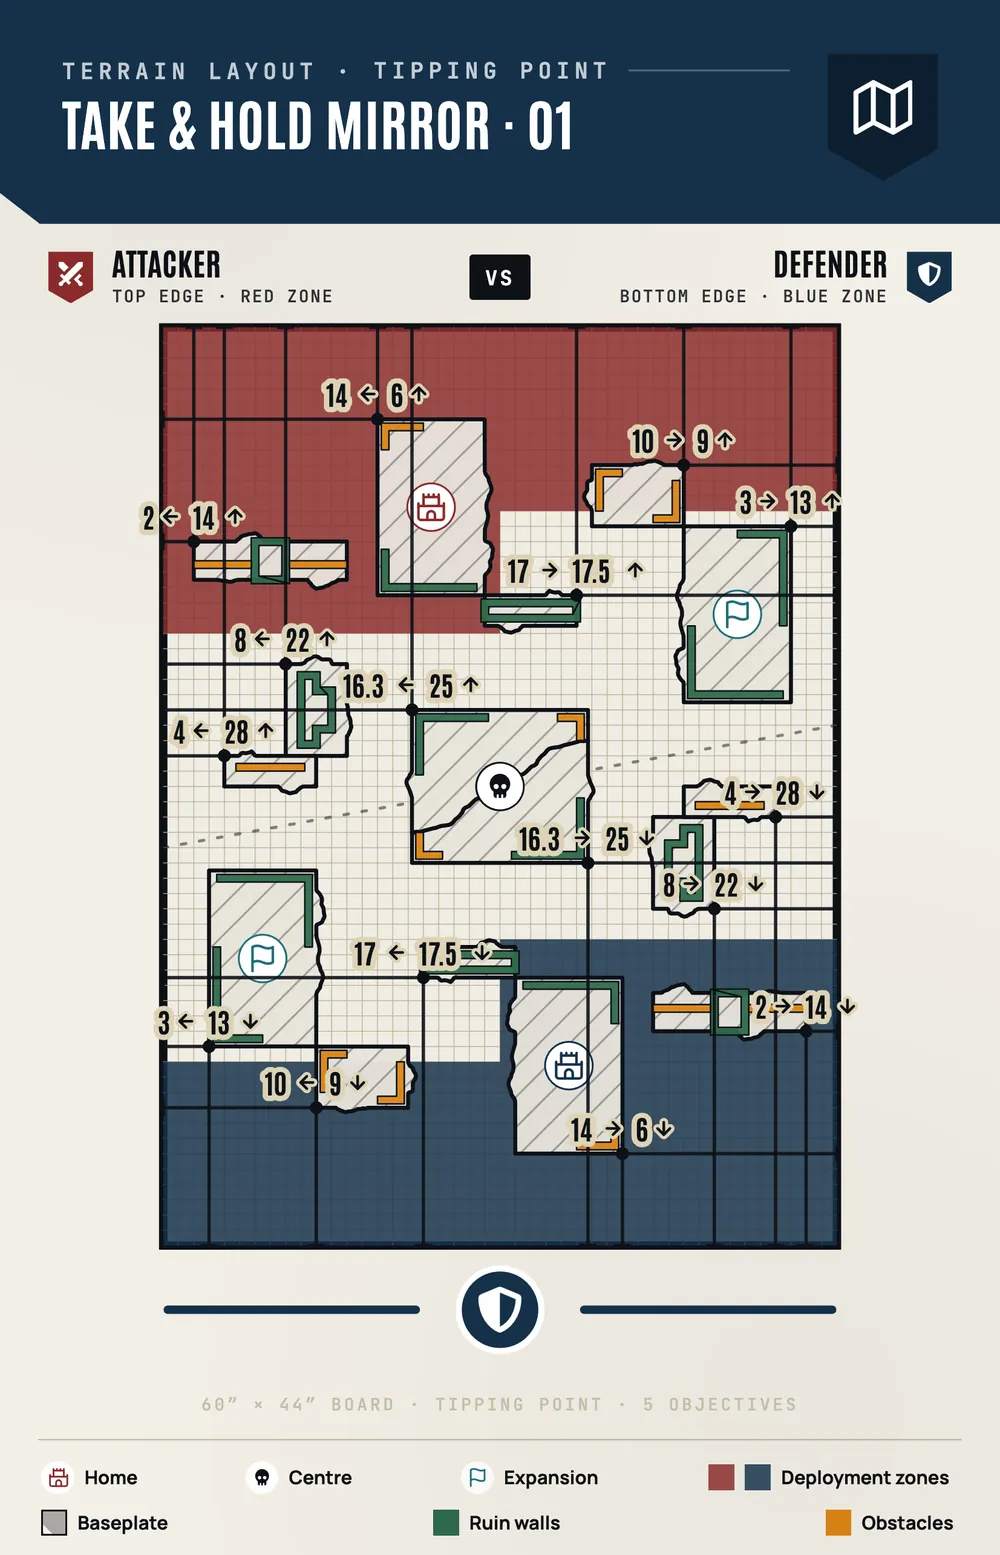 TERRAIN LAYOUT · TIPPING POINT
TAKE & HOLD MIRROR · 01
ATTACKER
TOP EDGE · RED ZONE
VS
DEFENDER
BOTTOM EDGE · BLUE ZONE
14 ← 6 ↑
10 → 9 ↑
3 → 13 ↑
2 ← 14 ↑
17 → 17.5 ↑
8 ← 22 ↑
16.3 ← 25 ↑
4 ← 28 ↑
4 → 28 ↓
16.3 → 25 ↓
8 → 22 ↓
17 ← 17.5 ↓
2 → 14 ↓
3 ← 13 ↓
10 ← 9 ↓
14 → 6 ↓
60″ × 44″ BOARD · TIPPING POINT · 5 OBJECTIVES
Home
Centre
Expansion
Deployment zones
Baseplate
Ruin walls
Obstacles